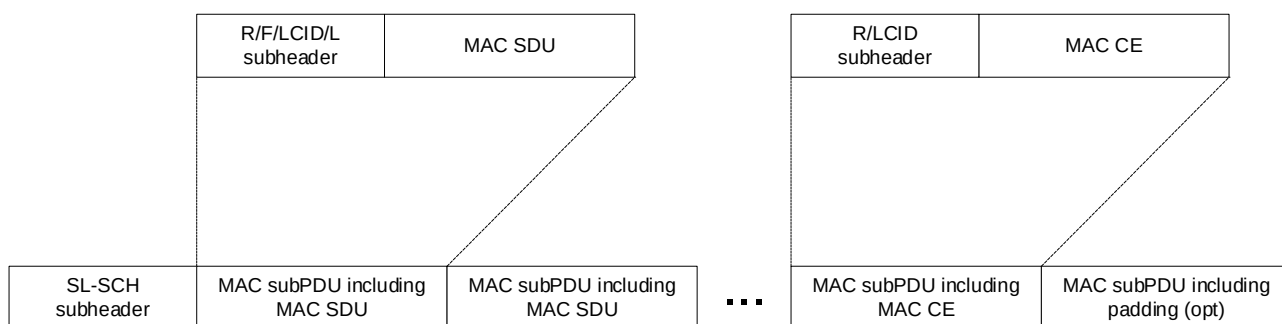 R/F/LCID/L
subheader
MAC SDU
R/LCID
subheader
MAC CE
SL-SCH
subheader
MAC subPDU including
MAC SDU
MAC subPDU including
MAC SDU
...
MAC subPDU including
MAC CE
MAC subPDU including
padding (opt)